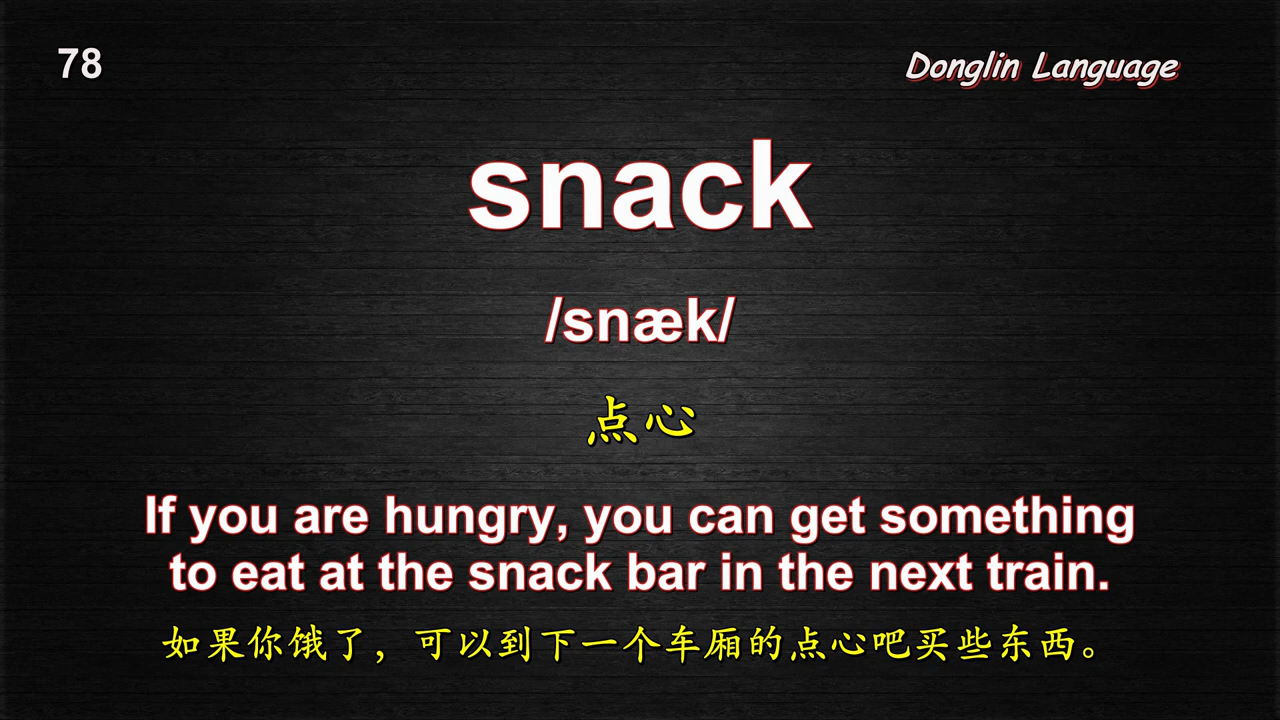 78
Donglin Language
snack
/snæk/
点心
If you are hungry, you can get something
to eat at the snack bar in the next train.
如果你饿了，可以到下一个车厢的点心吧买些东西。